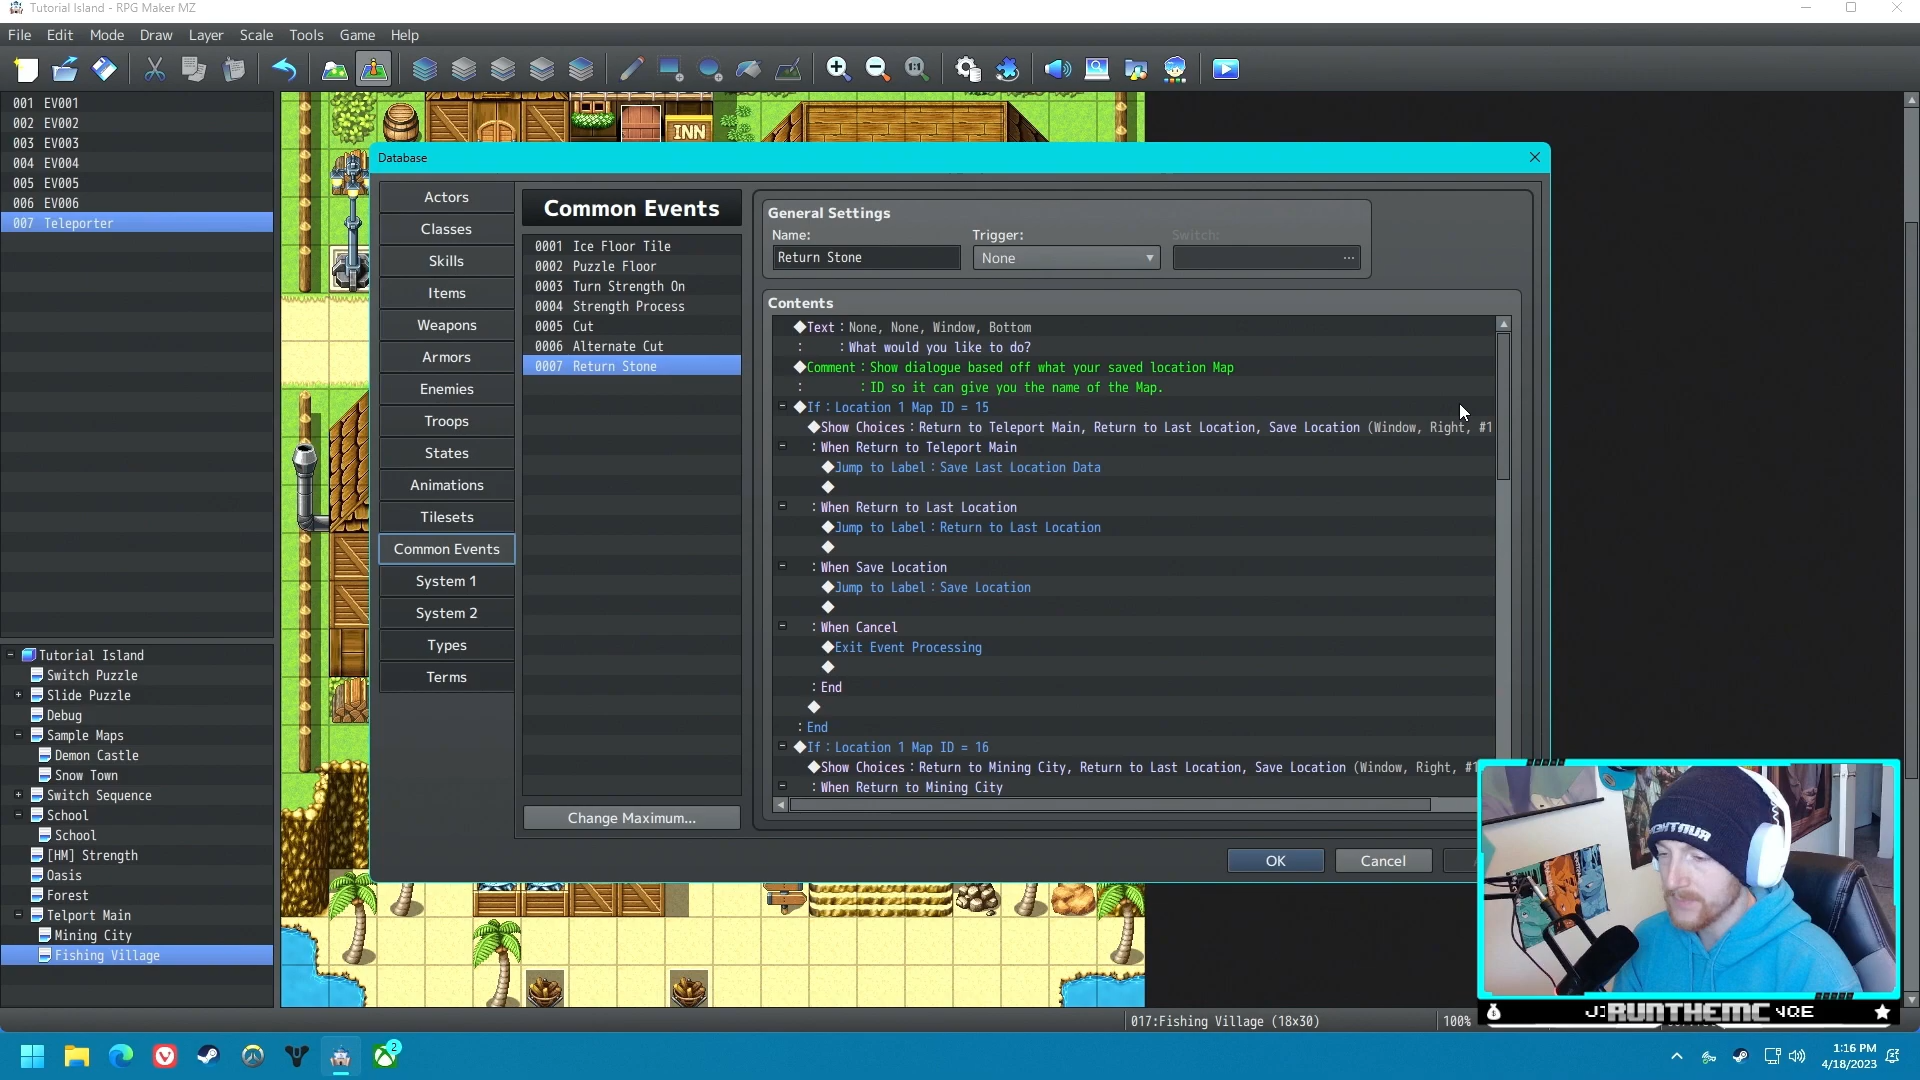 Tutorial Island - RPG Maker MZ
File Edit Mode Draw Layer Scale Tools Game Help
1:1
001 EV001
002 EV002
003 EV003
004 EV004
005 EV005
006 EV006
007 Teleporter
INN
Database
Actors
Classes
Skills
Items
Weapons
Armors
Enemies
Troops
States
Animations
Tilesets
Common Events
System 1
System 2
Types
Terms
Common Events
0001 Ice Floor Tile
0002 Puzzle Floor
0003 Turn Strength On
0004 Strength Process
0005 Cut
0006 Alternate Cut
0007 Return Stone
Change Maximum...
General Settings
Name: Trigger: Switch:
Return Stone None ...
Contents
◆Text : None, None, Window, Bottom
: : What would you like to do?
◆Comment : Show dialogue based off what your saved location Map
: : ID so it can give you the name of the Map.
◆If : Location 1 Map ID = 15
◆Show Choices : Return to Teleport Main, Return to Last Location, Save Location (Window, Right, #1
: When Return to Teleport Main
◆Jump to Label : Save Last Location Data
◆
: When Return to Last Location
◆Jump to Label : Return to Last Location
◆
: When Save Location
◆Jump to Label : Save Location
◆
: When Cancel
◆Exit Event Processing
◆
: End
◆
: End
◆If : Location 1 Map ID = 16
◆Show Choices : Return to Mining City, Return to Last Location, Save Location (Window, Right, #1
: When Return to Mining City
OK Cancel
Tutorial Island
Switch Puzzle
Slide Puzzle
Debug
Sample Maps
Demon Castle
Snow Town
Switch Sequence
School
School
[HM] Strength
Oasis
Forest
Telport Main
Mining City
Fishing Village
017:Fishing Village (18x30) 100%
RUNTHEMC
2
1:16 PM
4/18/2023